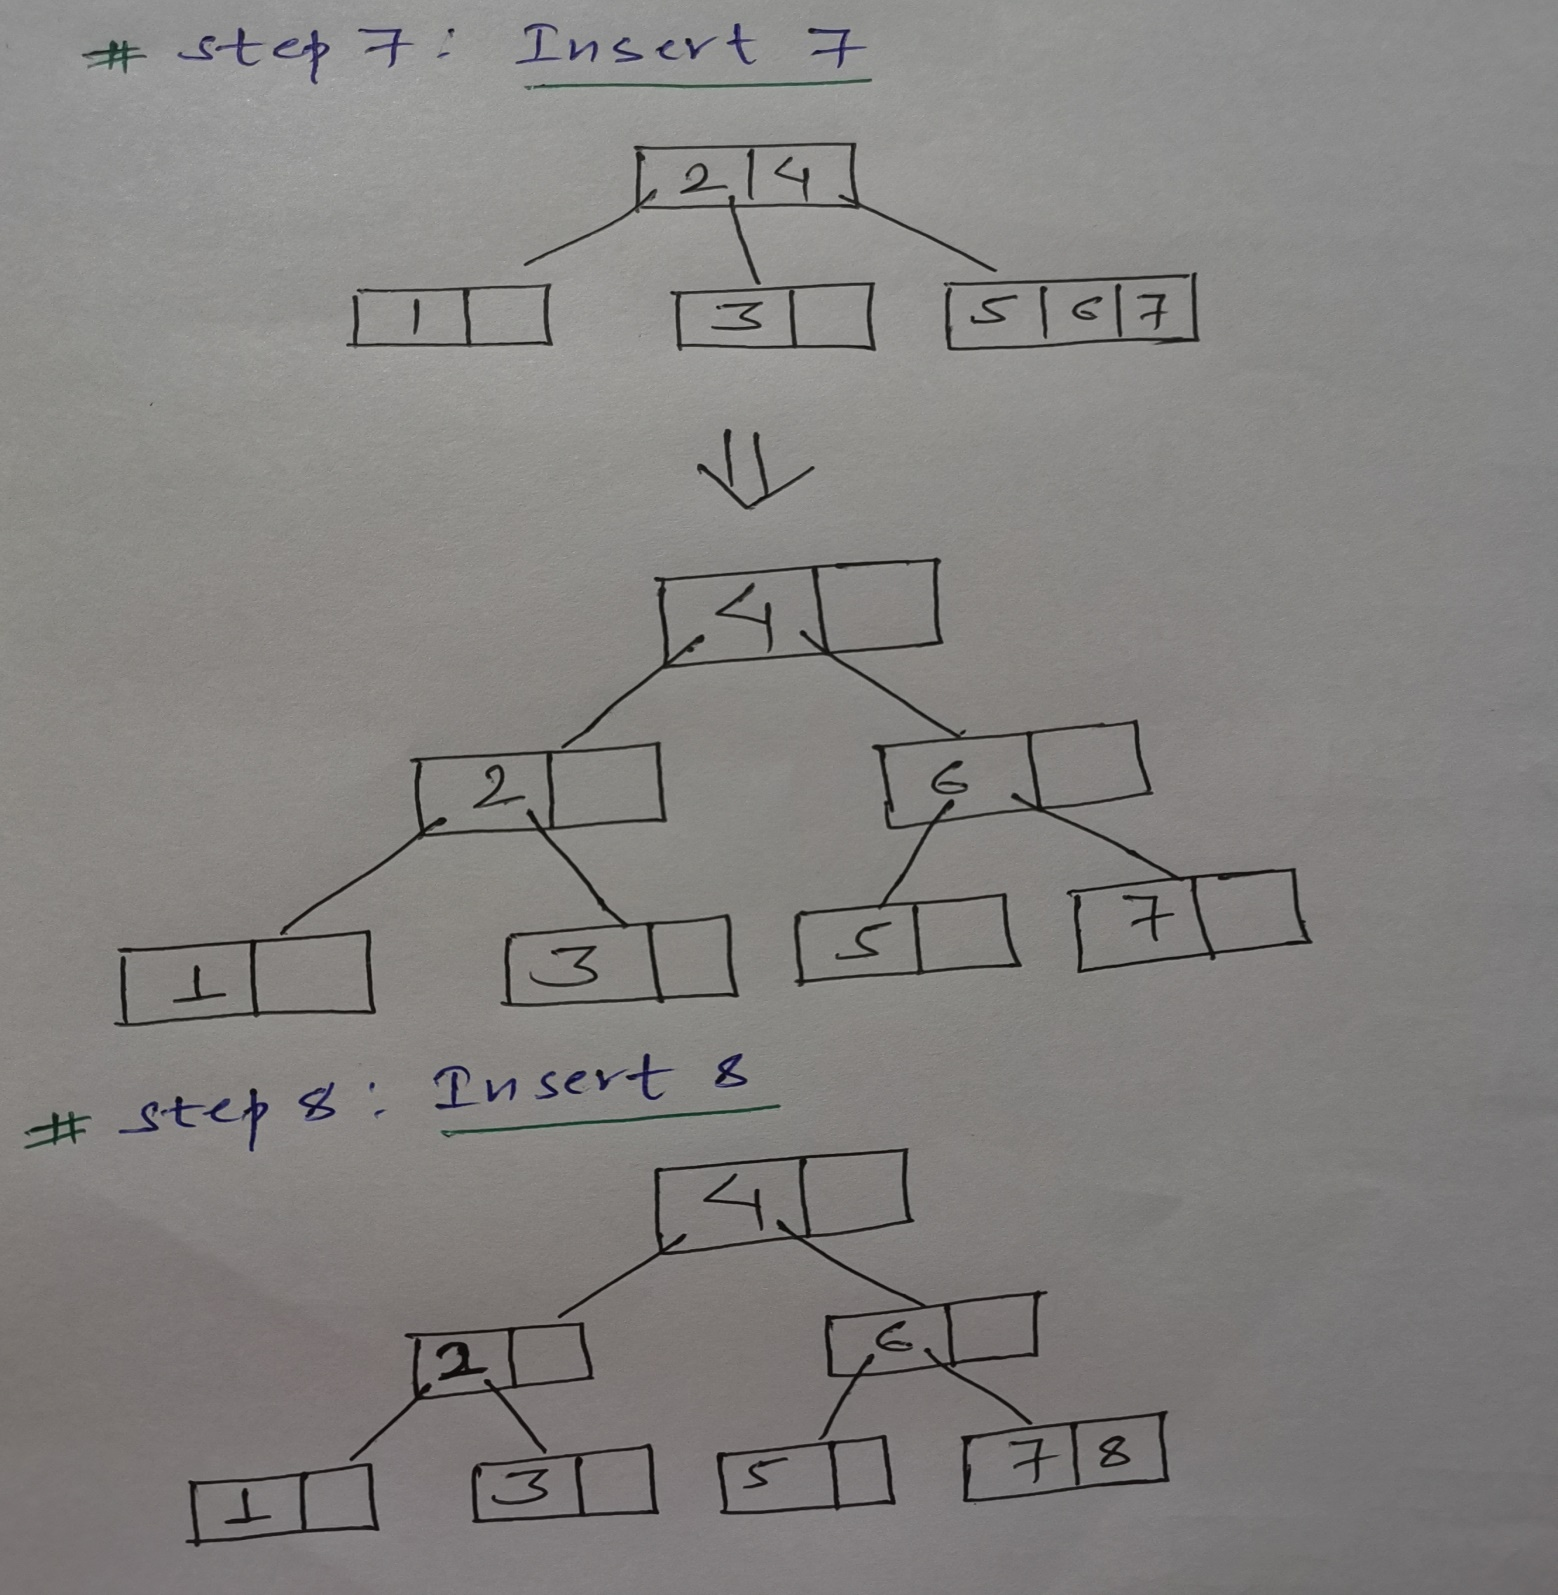 # step 7: Insert 7
2 4
1 3 5 6 7
4
2 6
1 3 5 7
# step 8: Insert 8
4
2 6
1 3 5 7 8